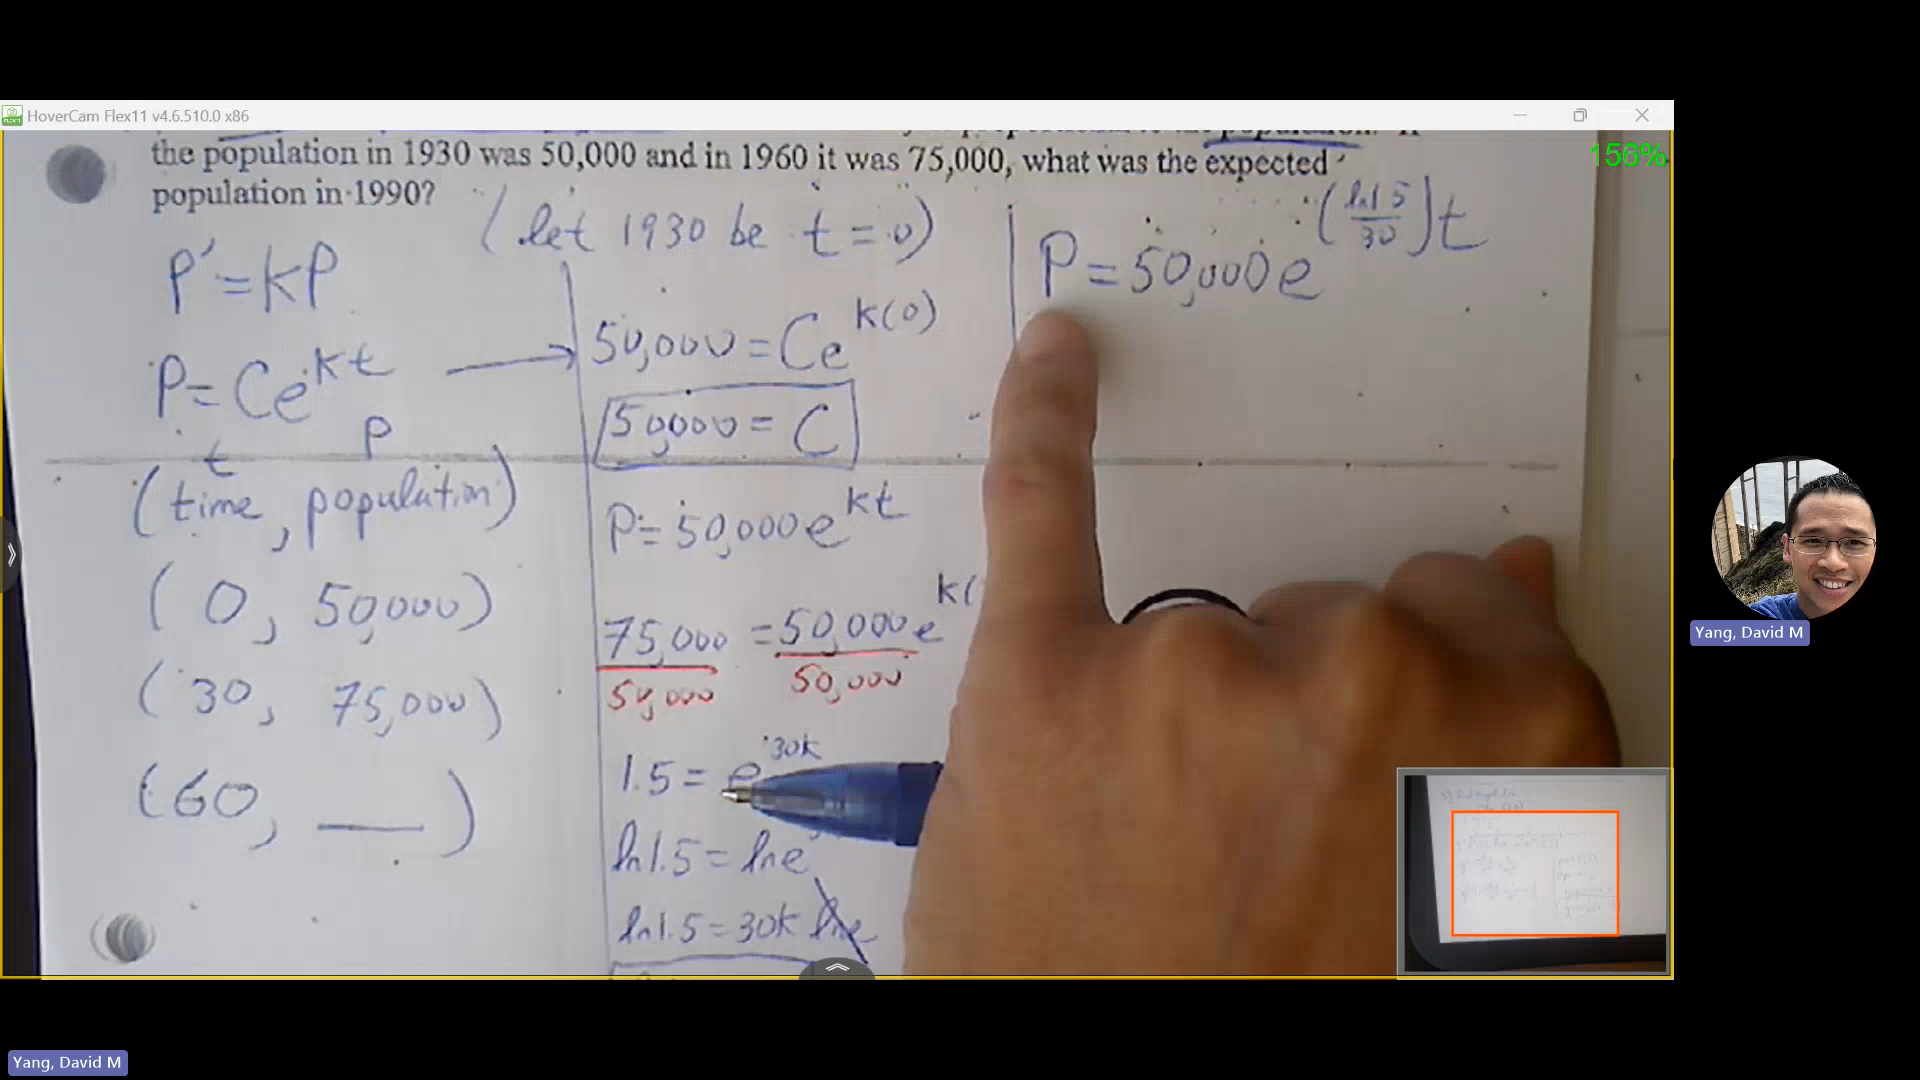 HoverCam Flex11 v4.6.510.0 x86
156%
population. If
the population in 1930 was 50,000 and in 1960 it was 75,000, what was the expected
population in 1990?
(let 1930 be t = 0)
P' = kP
P = Ce^kt
t P
(time, population)
(0, 50,000)
(30, 75,000)
(60, __)
50,000 = Ce^k(0)
50,000 = C
P = 50,000e^kt
75,000 = 50,000e^k(
50,000 50,000
1.5 = e^30k
ln1.5 = lne
ln1.5 = 30k lne
P = 50,000e^(ln1.5/30)t
Yang, David M
Yang, David M